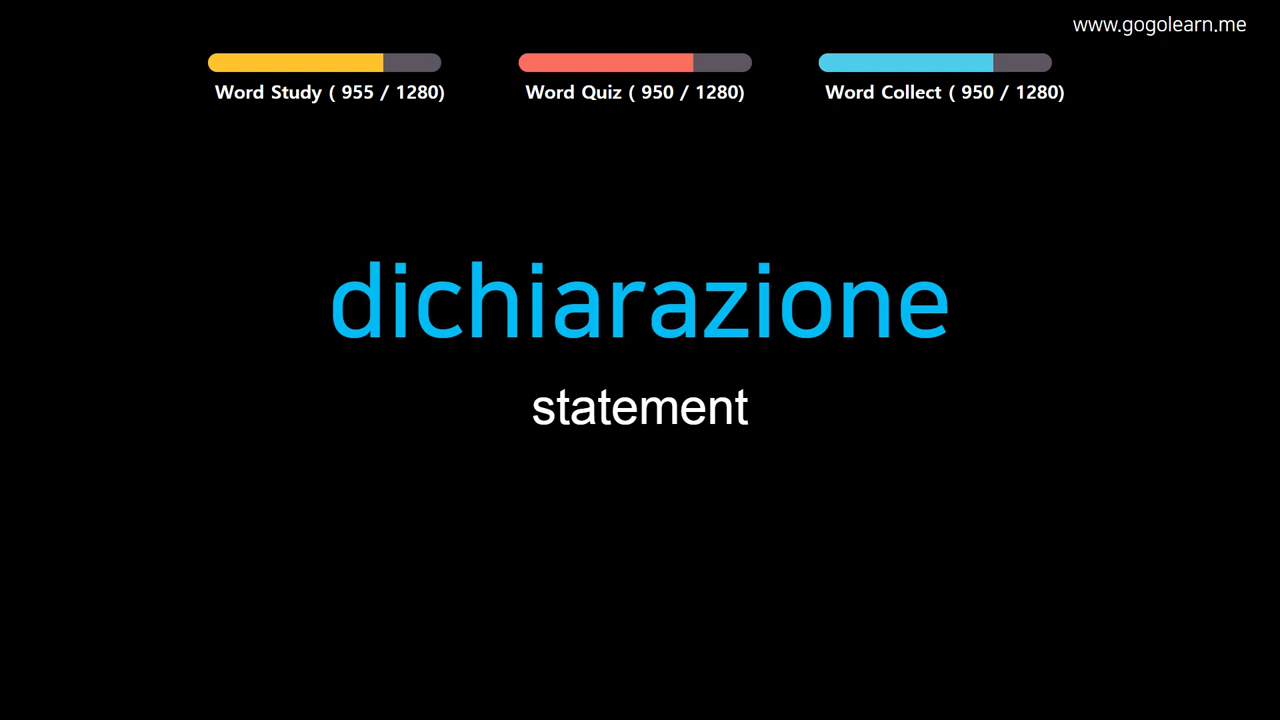 www.gogolearn.me
Word Study ( 955 / 1280)
Word Quiz ( 950 / 1280)
Word Collect ( 950 / 1280)
dichiarazione
statement